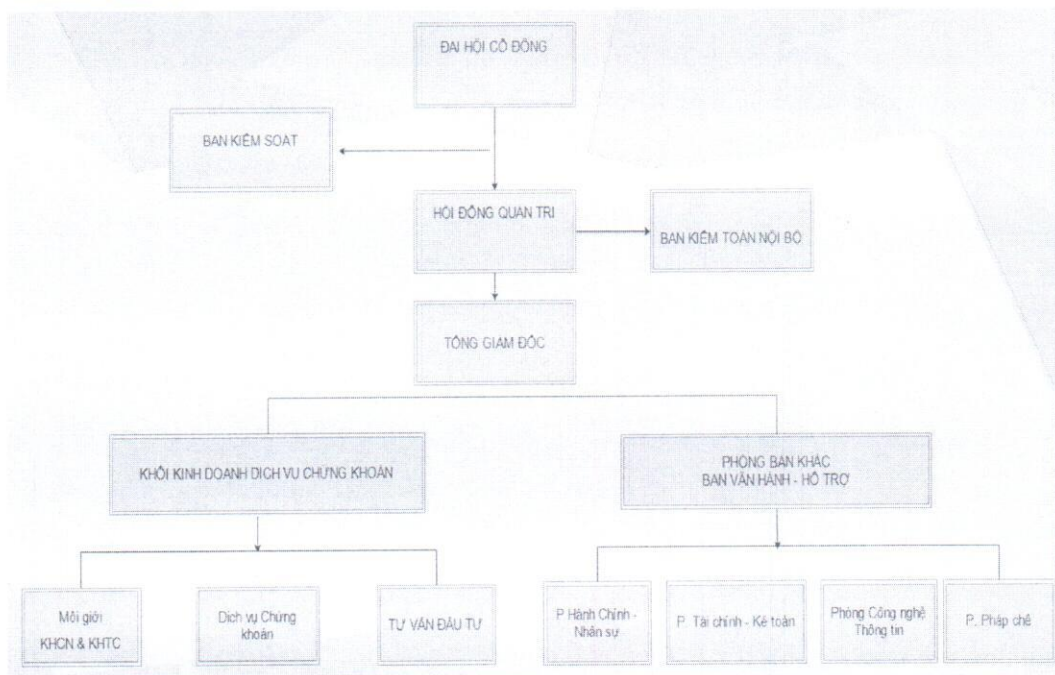 ĐẠI HỘI CỔ ĐÔNG
BAN KIỂM SOÁT
HỘI ĐỒNG QUẢN TRỊ
BAN KIỂM TOÁN NỘI BỘ
TỔNG GIÁM ĐỐC
KHỐI KINH DOANH DỊCH VỤ CHỨNG KHOÁN
PHÒNG BAN KHÁC
BAN VẬN HÀNH - HỖ TRỢ
Môi giới
KHCN & KHTC
Dịch vụ Chứng
khoán
TƯ VẤN ĐẦU TƯ
P Hành Chính -
Nhân sự
P. Tài chính - Kế toán
Phòng Công nghệ
Thông tin
P. Pháp chế